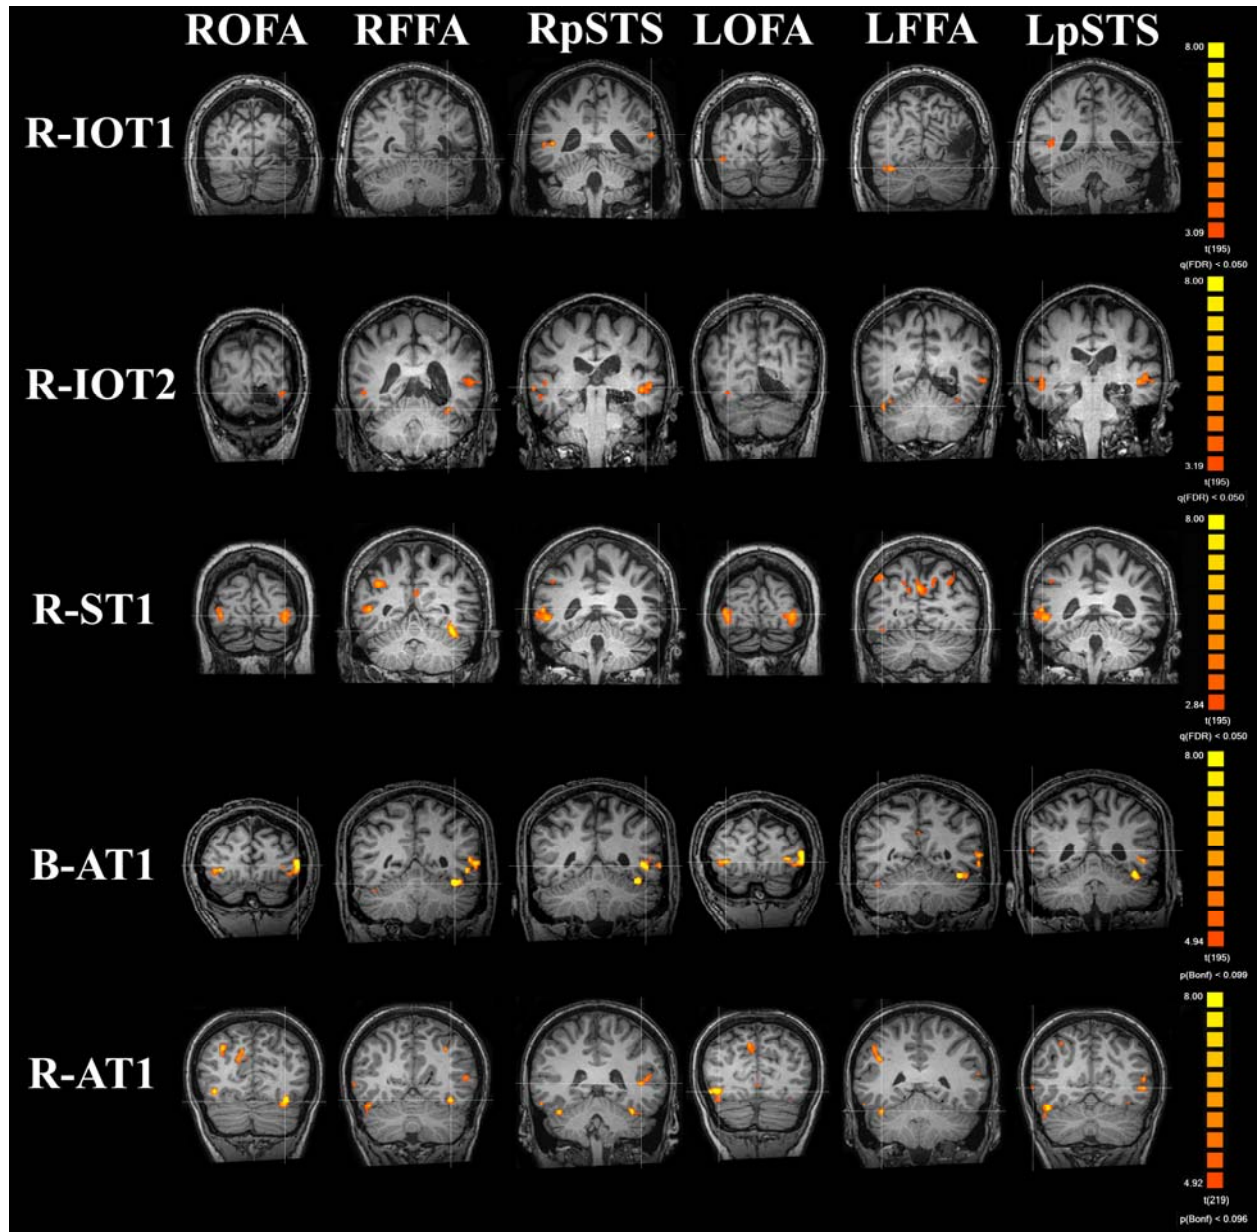 ROFA RFFA RpSTS LOFA LFFA LpSTS
R-IOT1
8.00
3.09
t(195)
q(FDR) < 0.050
R-IOT2
8.00
3.19
t(195)
q(FDR) < 0.050
R-ST1
8.00
2.84
t(195)
q(FDR) < 0.050
B-AT1
8.00
4.94
t(195)
p(Bonf) < 0.099
R-AT1
8.00
4.92
t(219)
p(Bonf) < 0.096